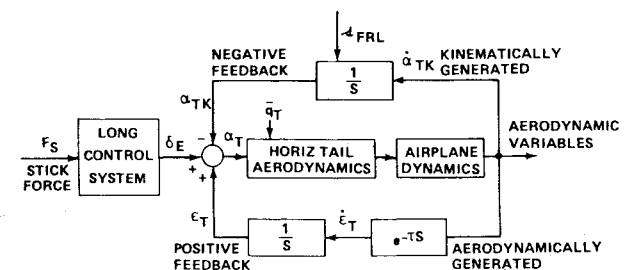 𝓈 FRL
NEGATIVE
FEEDBACK
1
S
α̇ TK
KINEMATICALLY
GENERATED
α TK
q̄ T
LONG
CONTROL
SYSTEM
F S
STICK
FORCE
δ E
−
+
+
α T
HORIZ TAIL
AERODYNAMICS
AIRPLANE
DYNAMICS
AERODYNAMIC
VARIABLES
ε T
1
S
ε̇ T
e −τS
POSITIVE
FEEDBACK
AERODYNAMICALLY
GENERATED